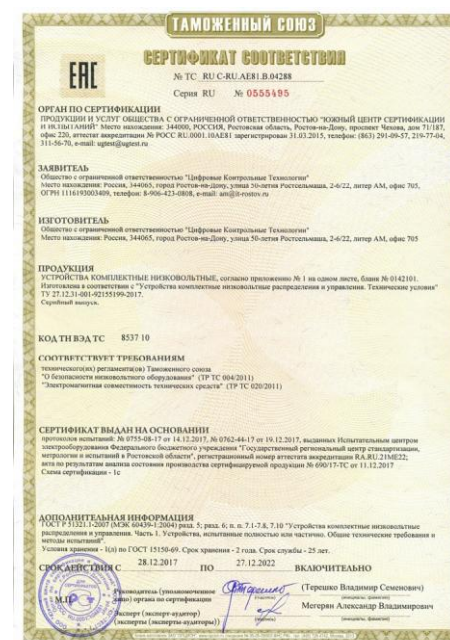 ТАМОЖЕННЫЙ СОЮЗ
СЕРТИФИКАТ СООТВЕТСТВИЯ
ЕАС
№ ТС RU C-RU.АЕ81.В.04288
Серия RU № 0555495
ОРГАН ПО СЕРТИФИКАЦИИ
ПРОДУКЦИИ И УСЛУГ ОБЩЕСТВА С ОГРАНИЧЕННОЙ ОТВЕТСТВЕННОСТЬЮ "ЮЖНЫЙ ЦЕНТР СЕРТИФИКАЦИИ
И ИСПЫТАНИЙ" Место нахождения: 344000, РОССИЯ, Ростовская область, Ростов-на-Дону, проспект Чехова, дом 71/187,
офис 220, аттестат аккредитации № РОСС RU.0001.10АЕ81 зарегистрирован 31.03.2015, телефон: (863) 291-09-57, 219-77-04,
311-56-70, e-mail: ugtest@ugtest.ru
ЗАЯВИТЕЛЬ
Общество с ограниченной ответственностью "Цифровые Контрольные Технологии"
Место нахождения: Россия, 344065, город Ростов-на-Дону, улица 50-летия Ростсельмаша, 2-6/22, литер АМ, офис 705,
ОГРН 1116193003409, телефон: 8-906-423-0808, e-mail: am@it-rostov.ru
ИЗГОТОВИТЕЛЬ
Общество с ограниченной ответственностью "Цифровые Контрольные Технологии"
Место нахождения: Россия, 344065, город Ростов-на-Дону, улица 50-летия Ростсельмаша, 2-6/22, литер АМ, офис 705
ПРОДУКЦИЯ
УСТРОЙСТВА КОМПЛЕКТНЫЕ НИЗКОВОЛЬТНЫЕ, согласно приложению № 1 на одном листе, бланк № 0142101.
Изготовлена в соответствии с "Устройства комплектные низковольтные распределения и управления. Технические условия"
ТУ 27.12.31-001-92155199-2017.
Серийный выпуск.
КОД ТН ВЭД ТС 8537 10
СООТВЕТСТВУЕТ ТРЕБОВАНИЯМ
технического(их) регламента(ов) Таможенного союза
"О безопасности низковольтного оборудования" (ТР ТС 004/2011)
"Электромагнитная совместимость технических средств" (ТР ТС 020/2011)
СЕРТИФИКАТ ВЫДАН НА ОСНОВАНИИ
протоколов испытаний: № 0755-08-17 от 14.12.2017, № 0762-44-17 от 19.12.2017, выданных Испытательным центром
электрооборудования Федерального бюджетного учреждения "Государственный региональный центр стандартизации,
метрологии и испытаний в Ростовской области", регистрационный номер аттестата аккредитации RA.RU.21МЕ22;
акта по результатам анализа состояния производства сертифицируемой продукции № 690/17-ТС от 11.12.2017
Схема сертификации - 1с
ДОПОЛНИТЕЛЬНАЯ ИНФОРМАЦИЯ
ГОСТ Р 51321.1-2007 (МЭК 60439-1:2004) разд. 5; разд. 6; п. п. 7.1-7.8, 7.10 "Устройства комплектные низковольтные
распределения и управления. Часть 1. Устройства, испытанные полностью или частично. Общие технические требования и
методы испытаний".
Условия хранения - 1(л) по ГОСТ 15150-69. Срок хранения - 2 года. Срок службы - 25 лет.
СРОК ДЕЙСТВИЯ С 28.12.2017 ПО 27.12.2022 ВКЛЮЧИТЕЛЬНО
М.П. Руководитель (уполномоченное лицо) органа по сертификации (Терешко Владимир Семенович)
Эксперт (эксперт-аудитор) (эксперты (эксперты-аудиторы)) Мегерян Александр Владимирович